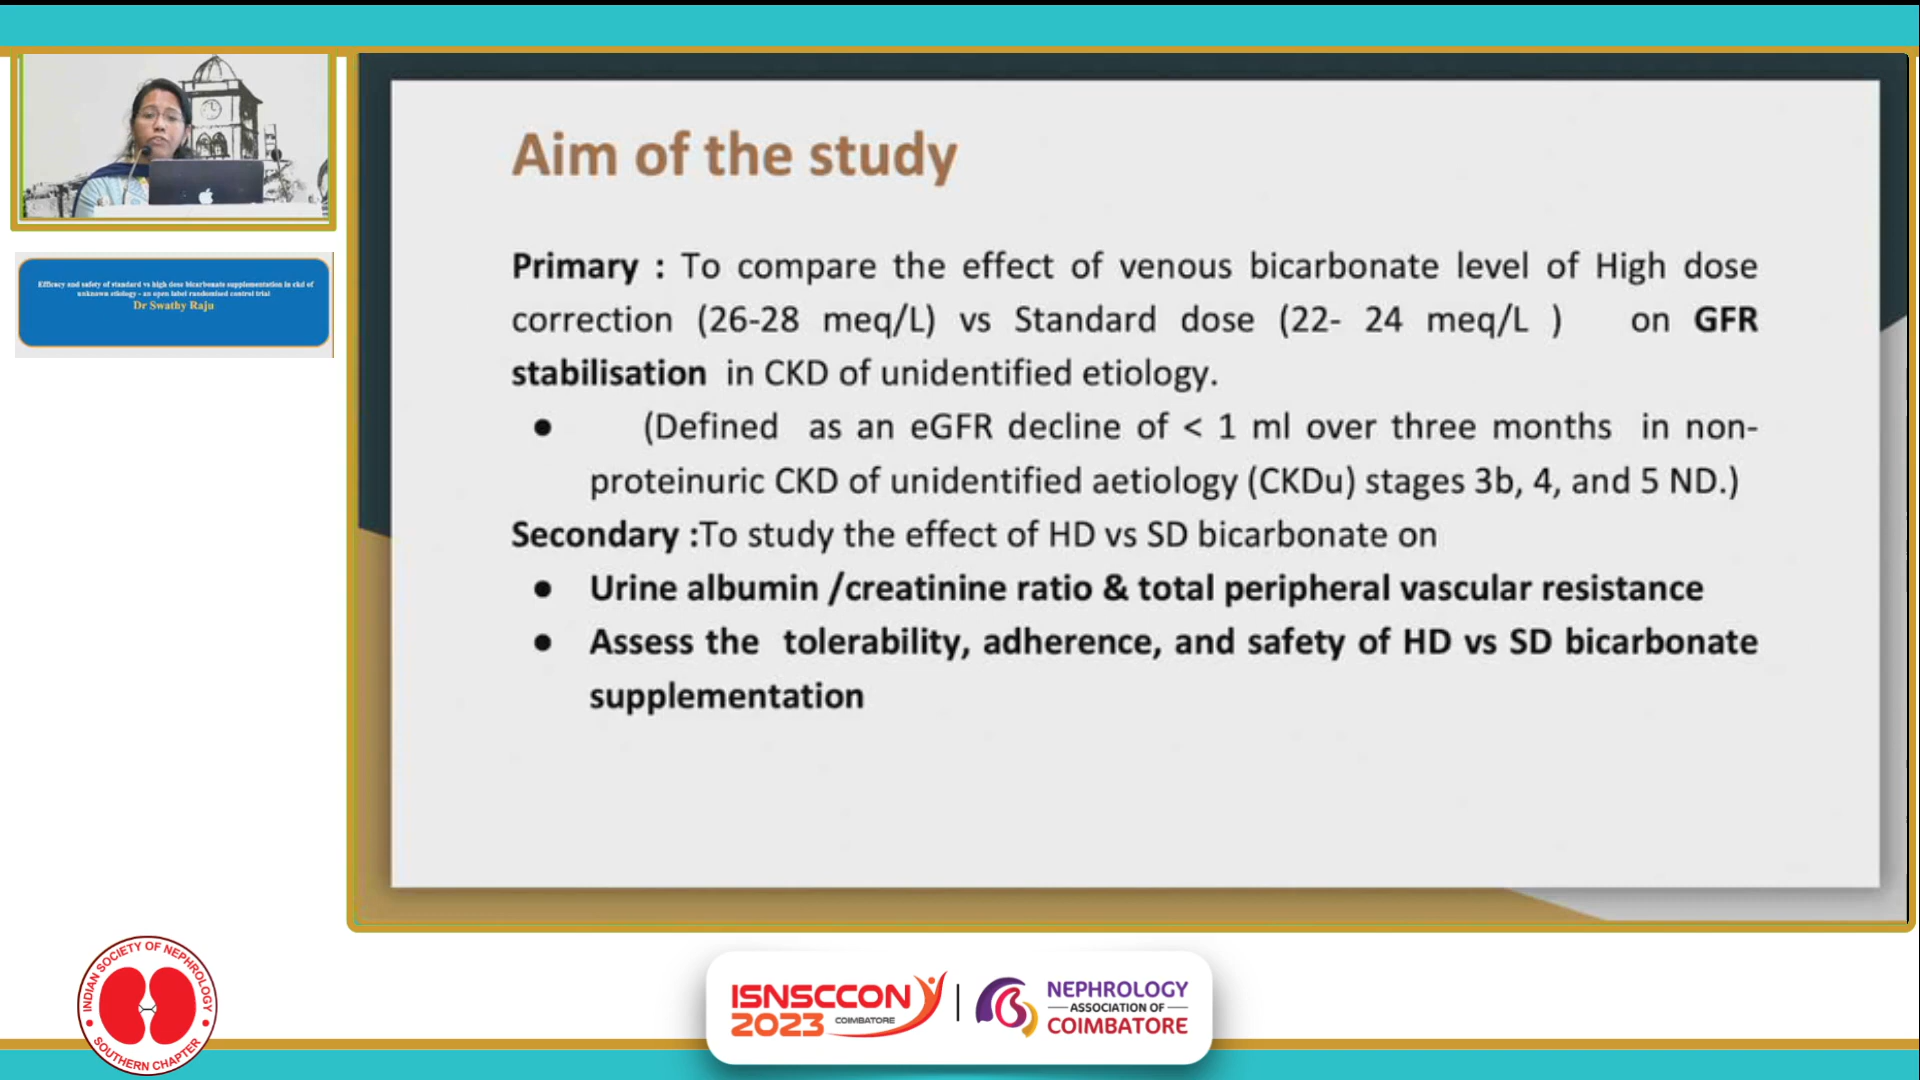 Efficacy and safety of standard vs high dose bicarbonate supplementation in ckd of
unknown etiology - an open label randomised control trial
Dr Swathy Raju
Aim of the study
Primary : To compare the effect of venous bicarbonate level of High dose
correction (26-28 meq/L) vs Standard dose (22- 24 meq/L ) on GFR
stabilisation in CKD of unidentified etiology.
● (Defined as an eGFR decline of < 1 ml over three months in non-
proteinuric CKD of unidentified aetiology (CKDu) stages 3b, 4, and 5 ND.)
Secondary :To study the effect of HD vs SD bicarbonate on
● Urine albumin /creatinine ratio & total peripheral vascular resistance
● Assess the tolerability, adherence, and safety of HD vs SD bicarbonate
supplementation
INDIAN SOCIETY OF NEPHROLOGY
SOUTHERN CHAPTER
ISNSCCON
2023 COIMBATORE
NEPHROLOGY
ASSOCIATION OF
COIMBATORE